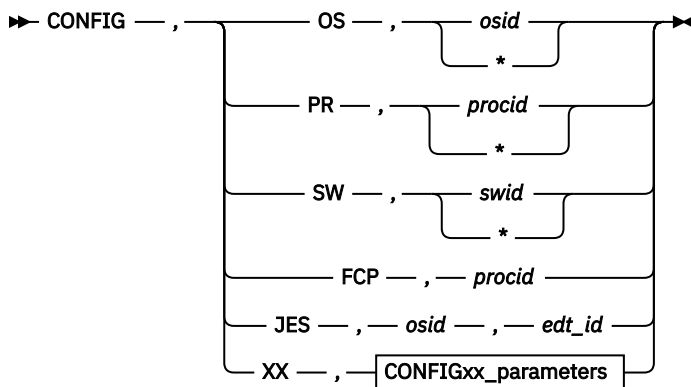 CONFIG , OS , osid
*
PR , procid
*
SW , swid
*
FCP , procid
JES , osid , edt_id
XX , CONFIGxx_parameters